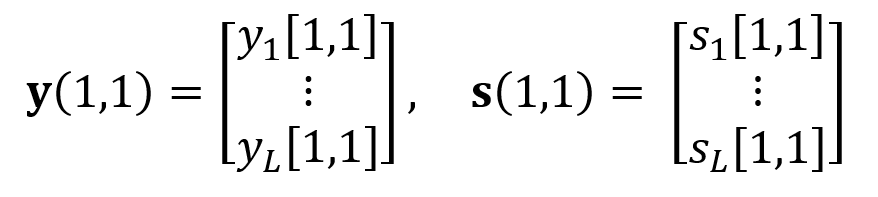 𝐲(1,1) = [y₁[1,1] ⋮ y_L[1,1]], 𝐬(1,1) = [s₁[1,1] ⋮ s_L[1,1]]